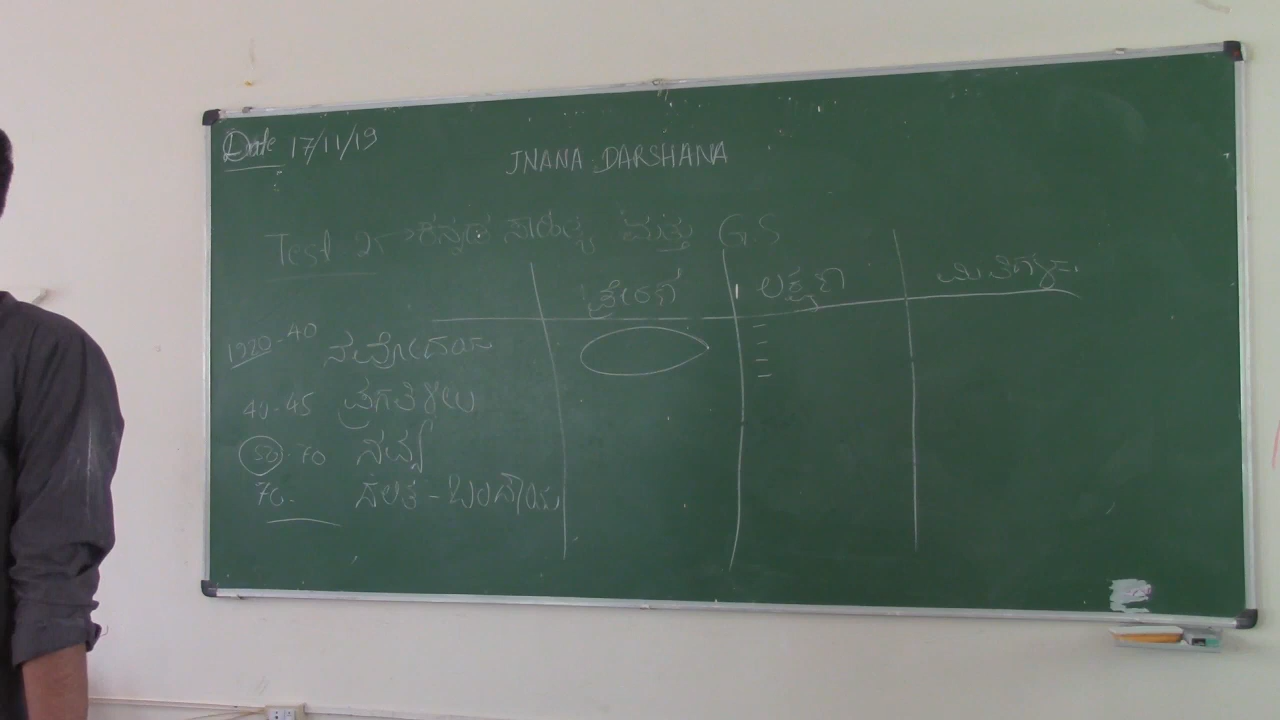 Date 17/11/19
JNANA DARSHANA
Test 2 → ಕನ್ನಡ ಸಾಹಿತ್ಯ ಮತ್ತು G.S
ಪ್ರೇರಣೆ ಲಕ್ಷಣ ಮಿತಿಗಳು
1920-40 ನವೋದಯ
40-45 ಪ್ರಗತಿಶೀಲ
50-70 ನವ್ಯ
70- ದಲಿತ - ಬಂಡಾಯ